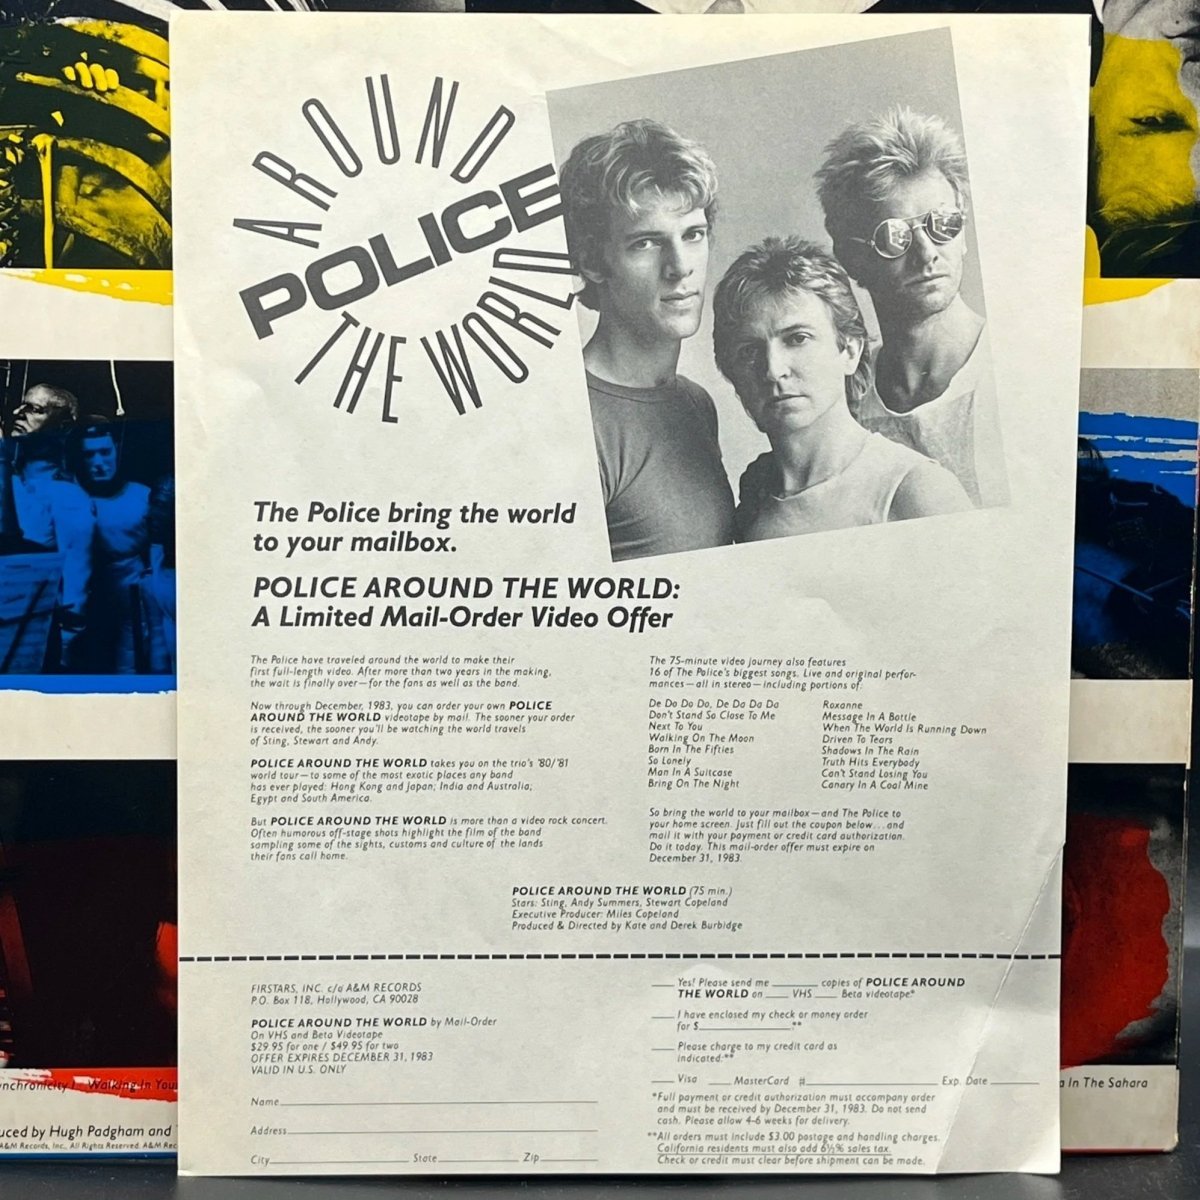 AROUND
POLICE
THE WORLD
The Police bring the world
to your mailbox.
POLICE AROUND THE WORLD:
A Limited Mail-Order Video Offer
The Police have traveled around the world to make their
first full-length video. After more than two years in the making,
the wait is finally over—for the fans as well as the band.
Now through December, 1983, you can order your own POLICE
AROUND THE WORLD videotape by mail. The sooner your order
is received, the sooner you'll be watching the world travels
of Sting, Stewart and Andy.
POLICE AROUND THE WORLD takes you on the trio's '80/'81
world tour—to some of the most exotic places any band
has ever played: Hong Kong and Japan; India and Australia;
Egypt and South America.
But POLICE AROUND THE WORLD is more than a video rock concert.
Often humorous off-stage shots highlight the film of the band
sampling some of the sights, customs and culture of the lands
their fans call home.
The 75-minute video journey also features
16 of The Police's biggest songs. Live and original perfor-
mances—all in stereo—including portions of:
De Do Do Do, De Da Da Da
Don't Stand So Close To Me
Next To You
Walking On The Moon
Born In The Fifties
So Lonely
Man In A Suitcase
Bring On The Night
Roxanne
Message In A Bottle
When The World Is Running Down
Driven To Tears
Shadows In The Rain
Truth Hits Everybody
Can't Stand Losing You
Canary In A Coal Mine
So bring the world to your mailbox—and The Police to
your home screen. Just fill out the coupon below...and
mail it with your payment or credit card authorization.
Do it today. This mail-order offer must expire on
December 31, 1983.
POLICE AROUND THE WORLD (75 min.)
Stars: Sting, Andy Summers, Stewart Copeland
Executive Producer: Miles Copeland
Produced & Directed by Kate and Derek Burbidge
FIRSTARS, INC. c/o A&M RECORDS
P.O. Box 118, Hollywood, CA 90028
POLICE AROUND THE WORLD by Mail-Order
On VHS and Beta Videotape
$29.95 for one / $49.95 for two
OFFER EXPIRES DECEMBER 31, 1983
VALID IN U.S. ONLY
Name
Address
City State Zip
Yes! Please send me copies of POLICE AROUND
THE WORLD on VHS Beta videotape*
I have enclosed my check or money order
for $ .**
Please charge to my credit card as
indicated:**
Visa MasterCard # Exp. Date
*Full payment or credit authorization must accompany order
and must be received by December 31, 1983. Do not send
cash. Please allow 4-6 weeks for delivery.
**All orders must include $3.00 postage and handling charges.
California residents must also add 6½% sales tax.
Check or credit must clear before shipment can be made.
nchronicity I Walking In You
a In The Sahara
uced by Hugh Padgham and
A&M Records, Inc., All Rights Reserved. A&M Rec